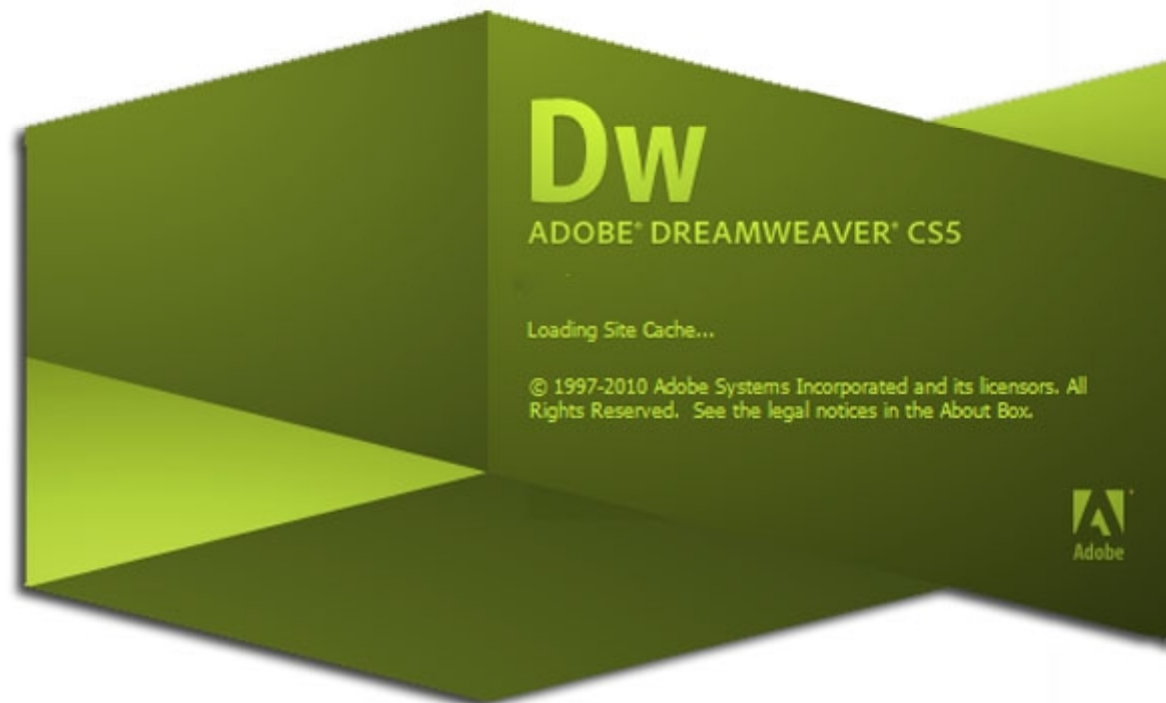 Dw
ADOBE® DREAMWEAVER® CS5
Loading Site Cache...
© 1997-2010 Adobe Systems Incorporated and its licensors. All
Rights Reserved.  See the legal notices in the About Box.
Adobe